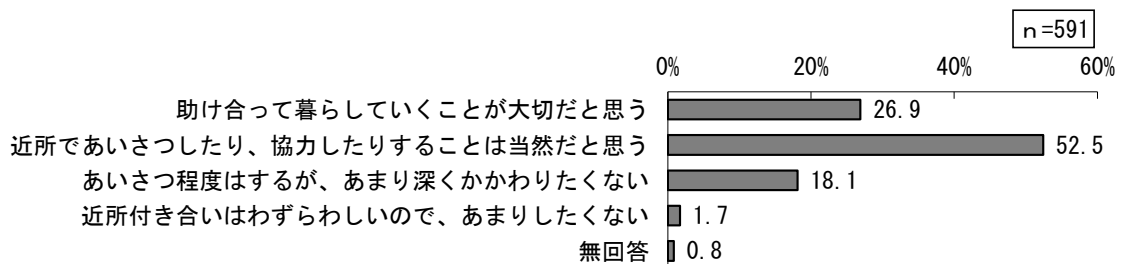 ｎ=591
0% 20% 40% 60%
助け合って暮らしていくことが大切だと思う 26.9
近所であいさつしたり、協力したりすることは当然だと思う 52.5
あいさつ程度はするが、あまり深くかかわりたくない 18.1
近所付き合いはわずらわしいので、あまりしたくない 1.7
無回答 0.8